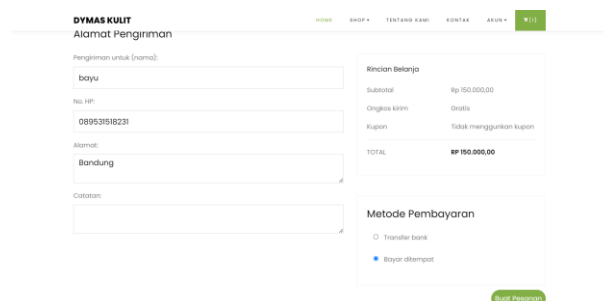 DYMAS KULIT
HOME SHOP TENTANG KAMI KONTAK AKUN
Alamat Pengiriman
Pengiriman untuk (nama):
bayu
No. HP:
089531518231
Alamat:
Bandung
Catatan:
Rincian Belanja
Subtotal Rp 150.000,00
Ongkos kirim Gratis
Kupon Tidak menggunkan kupon
TOTAL RP 150.000,00
Metode Pembayaran
Transfer bank
Bayar ditempat
Buat Pesanan